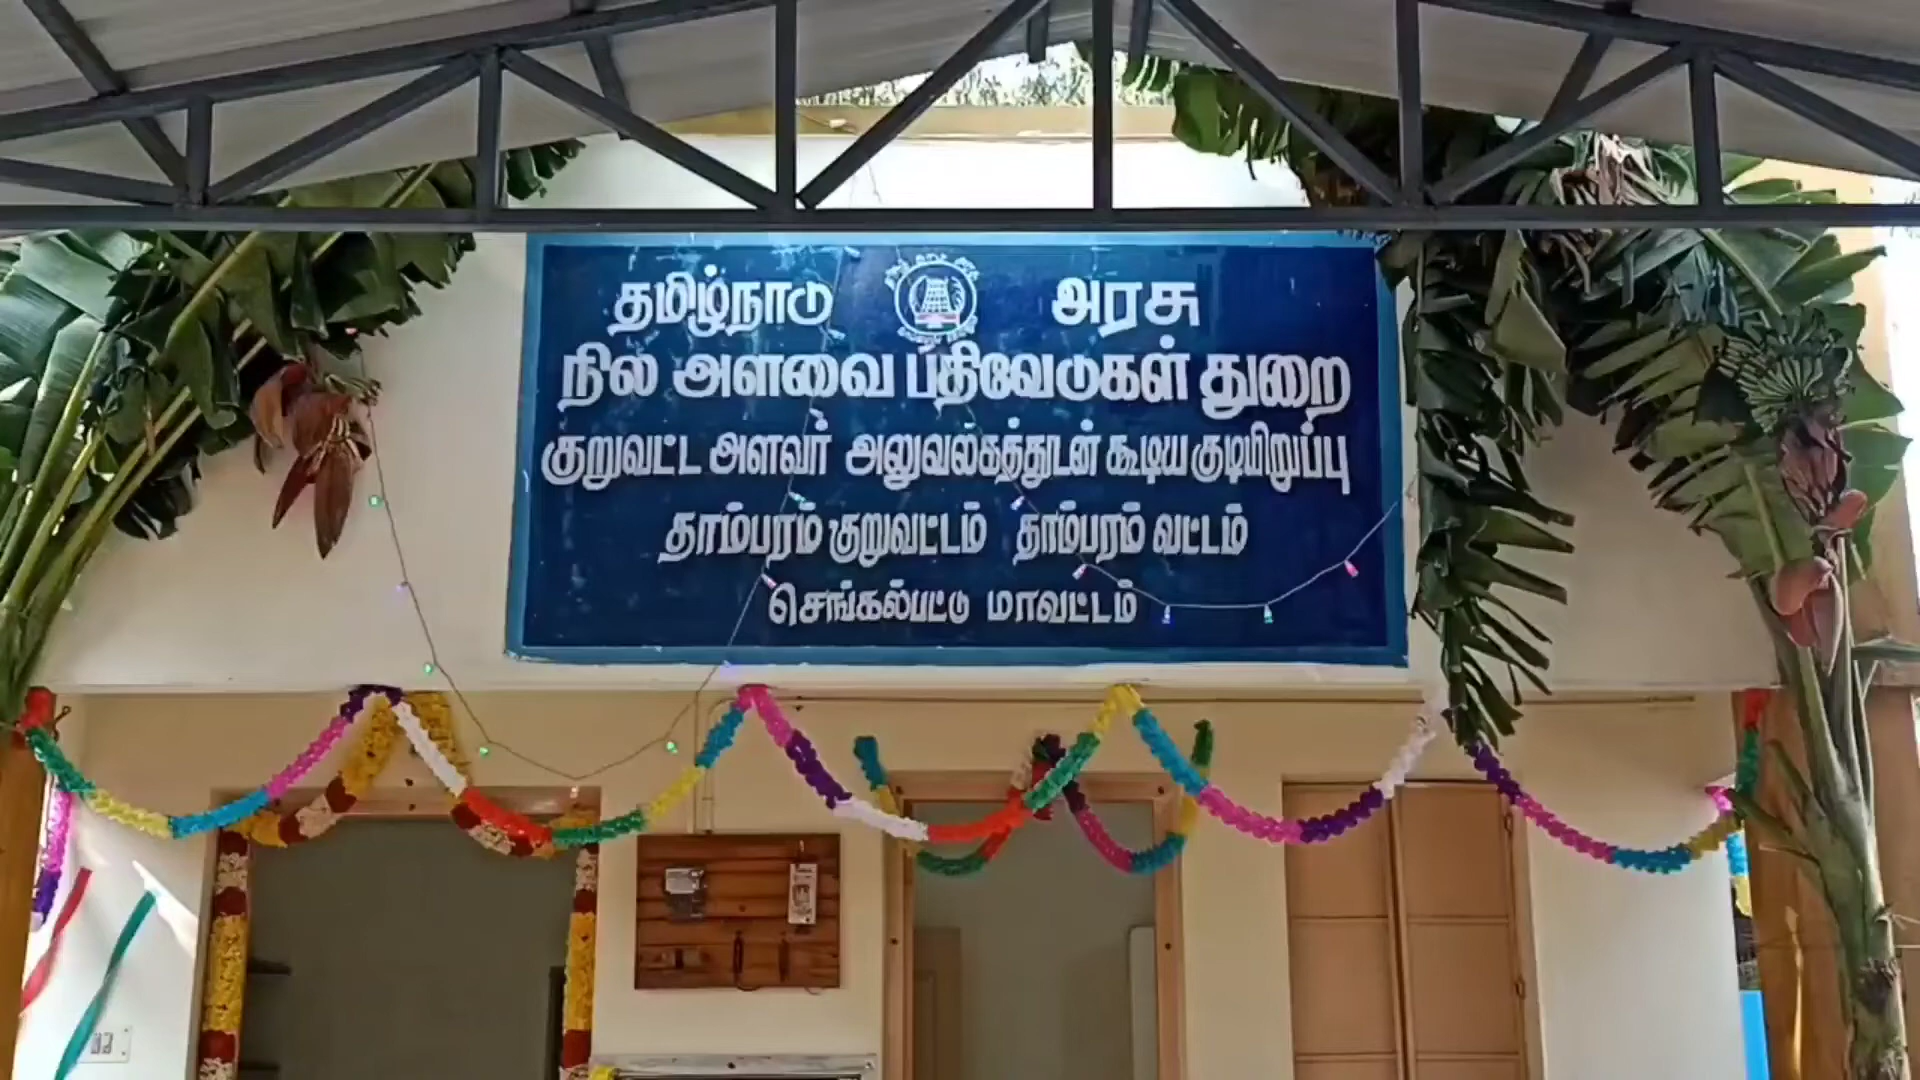 தமிழ்நாடு அரசு
நில அளவை பதிவேடுகள் துறை
குறுவட்ட அளவர் அலுவலகத்துடன் கூடிய குடியிறுப்பு
தாம்பரம் குறுவட்டம் தாம்பரம் வட்டம்
செங்கல்பட்டு மாவட்டம்